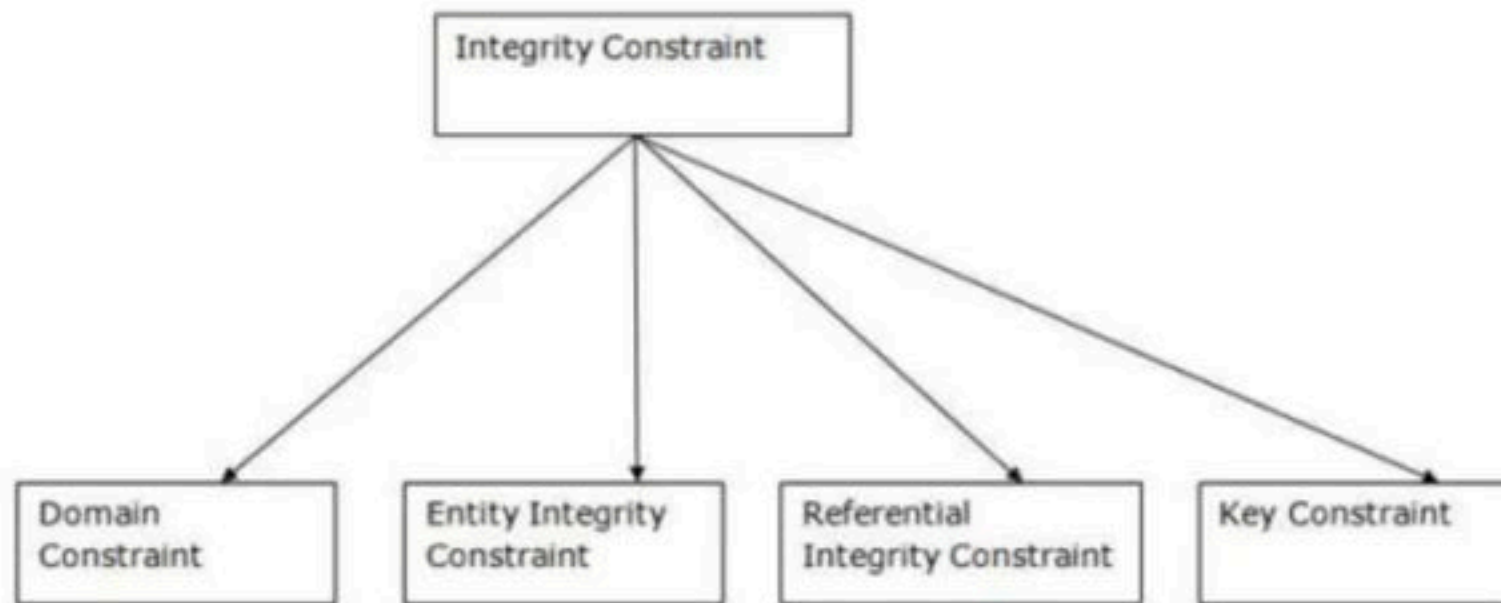 Integrity Constraint
Domain
Constraint
Entity Integrity
Constraint
Referential
Integrity Constraint
Key Constraint